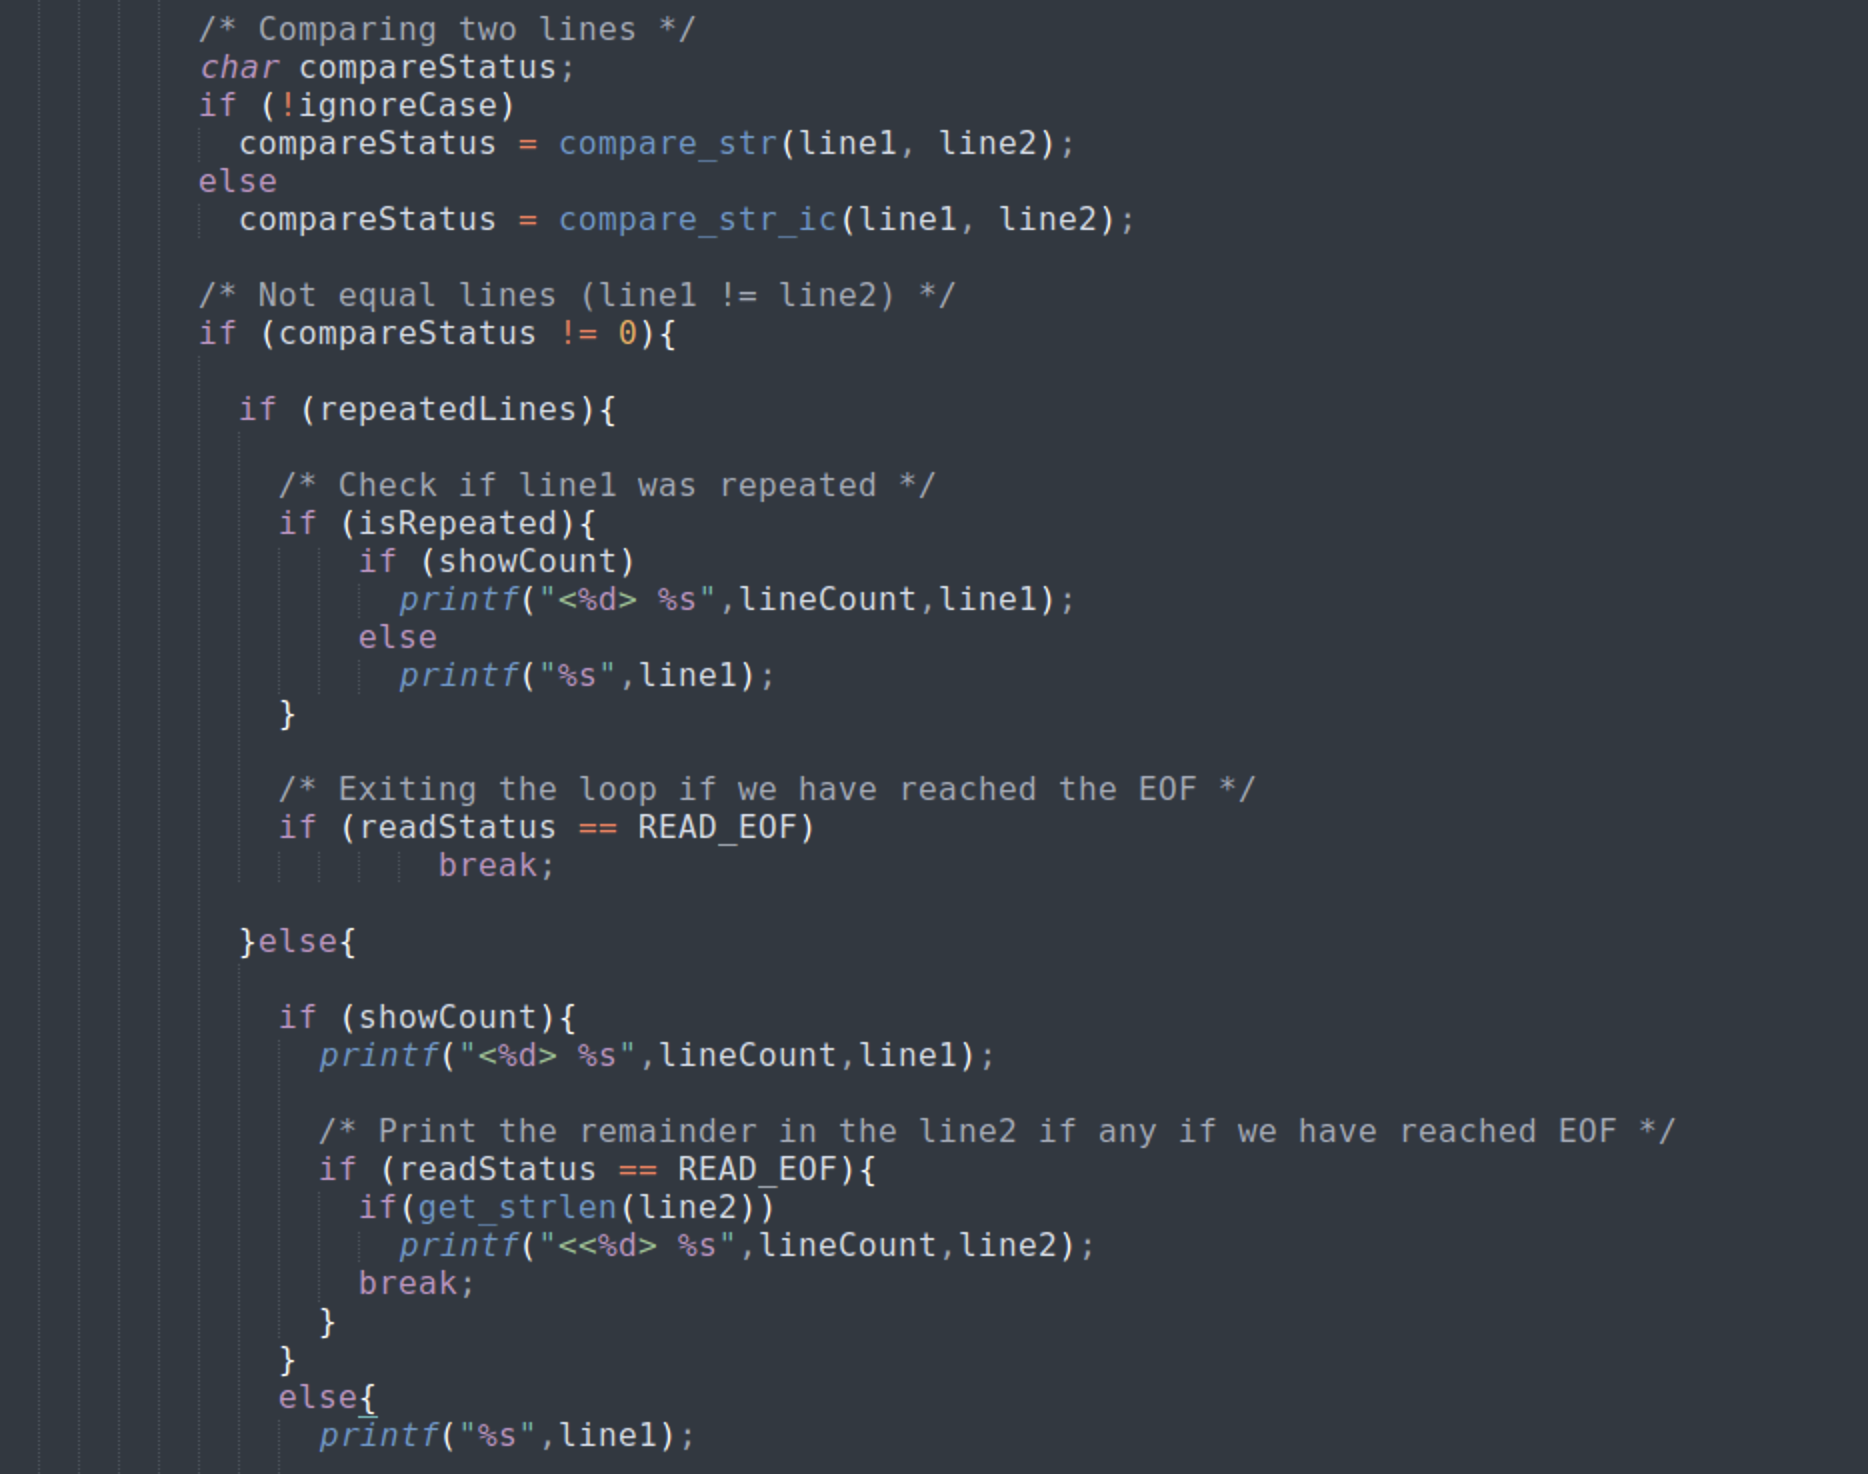 /* Comparing two lines */
char compareStatus;
if (!ignoreCase)
compareStatus = compare_str(line1, line2);
else
compareStatus = compare_str_ic(line1, line2);
/* Not equal lines (line1 != line2) */
if (compareStatus != 0){
if (repeatedLines){
/* Check if line1 was repeated */
if (isRepeated){
if (showCount)
printf("<%d> %s",lineCount,line1);
else
printf("%s",line1);
}
/* Exiting the loop if we have reached the EOF */
if (readStatus == READ_EOF)
break;
}else{
if (showCount){
printf("<%d> %s",lineCount,line1);
/* Print the remainder in the line2 if any if we have reached EOF */
if (readStatus == READ_EOF){
if(get_strlen(line2))
printf("<<%d> %s",lineCount,line2);
break;
}
}
else{
printf("%s",line1);